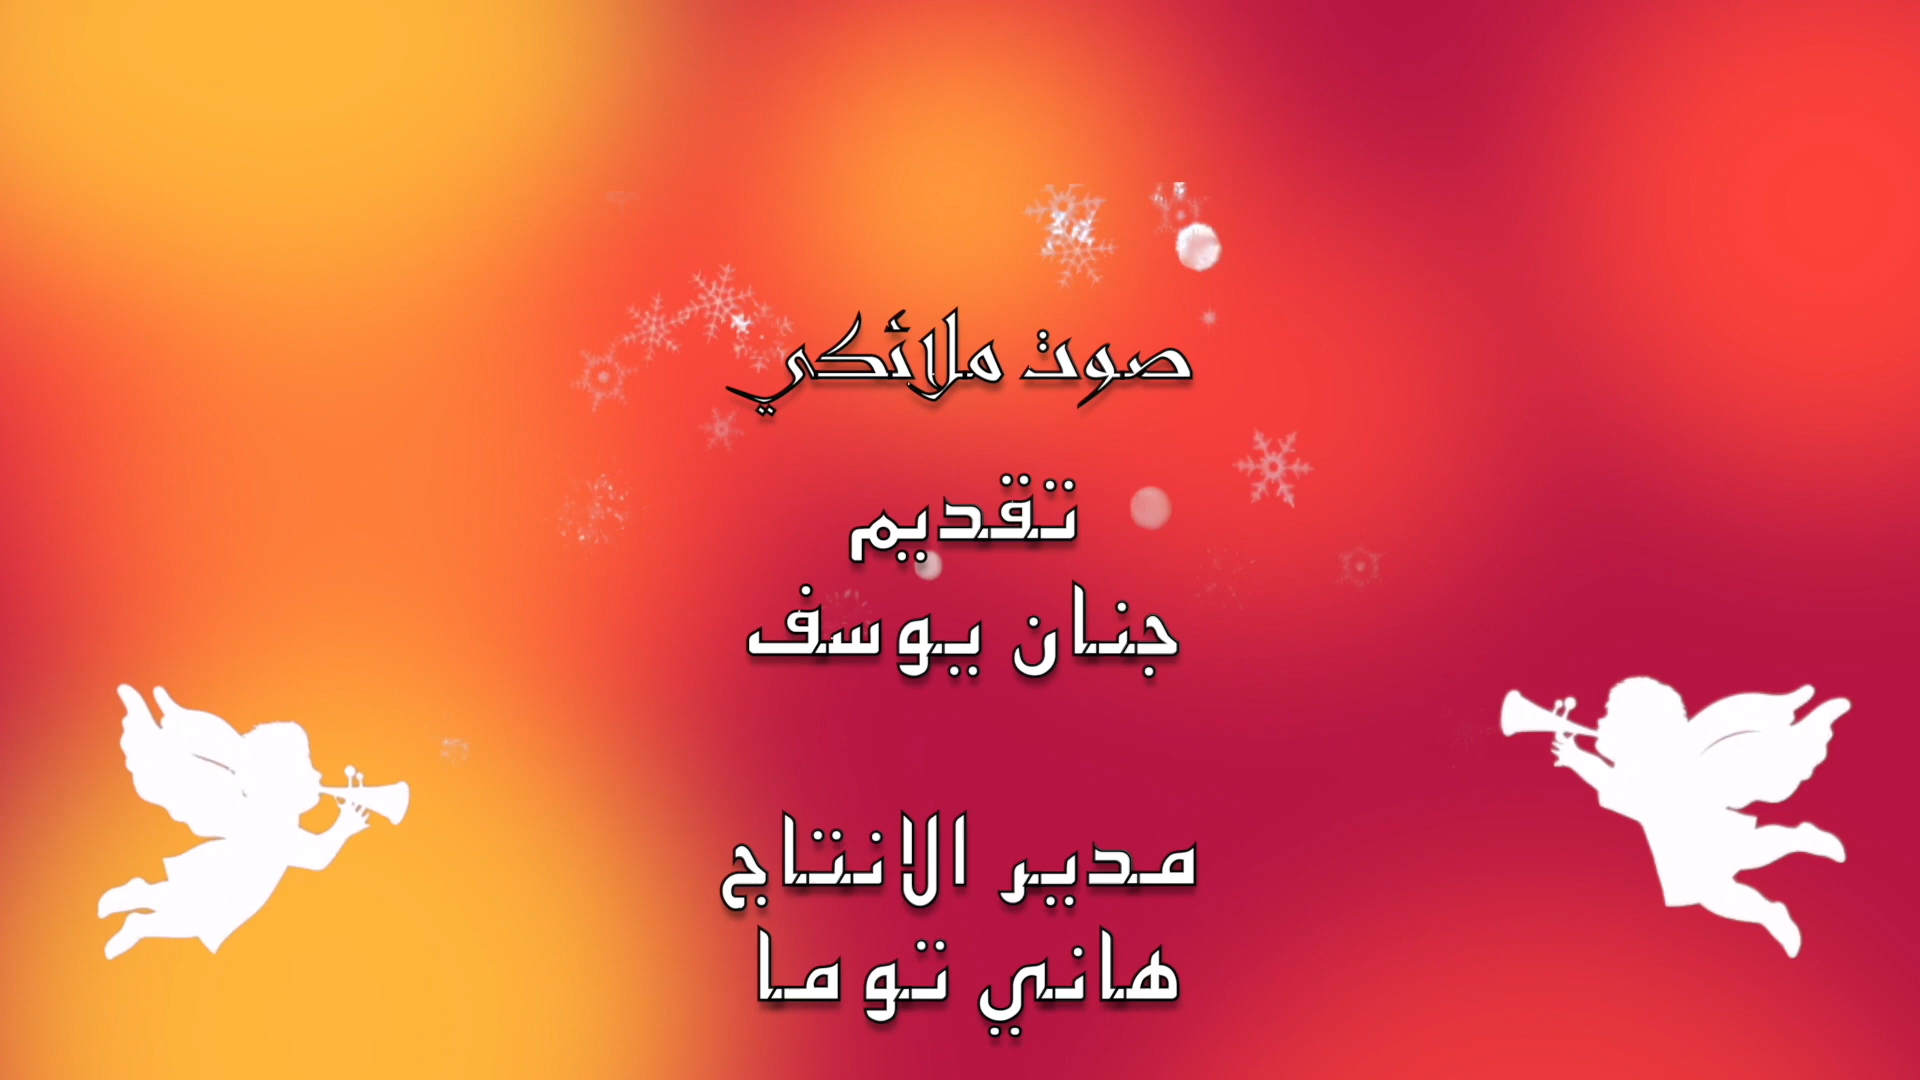 صوت ملائكي
تقديم
جنان يوسف
مدير الانتاج
هاني توما